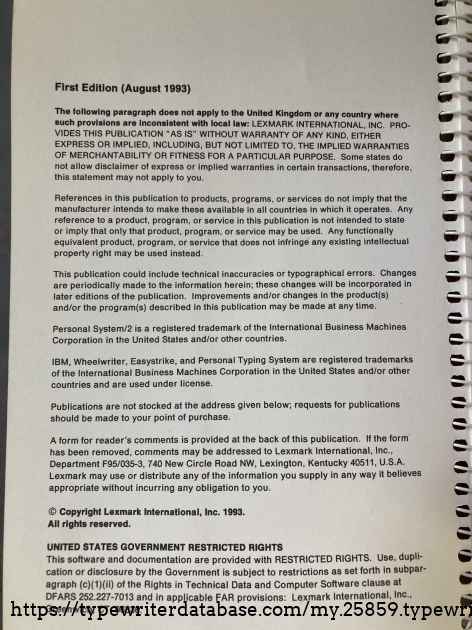 First Edition (August 1993)
The following paragraph does not apply to the United Kingdom or any country where
such provisions are inconsistent with local law: LEXMARK INTERNATIONAL, INC. PRO-
VIDES THIS PUBLICATION "AS IS" WITHOUT WARRANTY OF ANY KIND, EITHER
EXPRESS OR IMPLIED, INCLUDING, BUT NOT LIMITED TO, THE IMPLIED WARRANTIES
OF MERCHANTABILITY OR FITNESS FOR A PARTICULAR PURPOSE. Some states do
not allow disclaimer of express or implied warranties in certain transactions, therefore,
this statement may not apply to you.
References in this publication to products, programs, or services do not imply that the
manufacturer intends to make these available in all countries in which it operates. Any
reference to a product, program, or service in this publication is not intended to state
or imply that only that product, program, or service may be used. Any functionally
equivalent product, program, or service that does not infringe any existing intellectual
property right may be used instead.
This publication could include technical inaccuracies or typographical errors. Changes
are periodically made to the information herein; these changes will be incorporated in
later editions of the publication. Improvements and/or changes in the product(s)
and/or the program(s) described in this publication may be made at any time.
Personal System/2 is a registered trademark of the International Business Machines
Corporation in the United States and/or other countries.
IBM, Wheelwriter, Easystrike, and Personal Typing System are registered trademarks
of the International Business Machines Corporation in the United States and/or other
countries and are used under license.
Publications are not stocked at the address given below; requests for publications
should be made to your point of purchase.
A form for reader's comments is provided at the back of this publication. If the form
has been removed, comments may be addressed to Lexmark International, Inc.,
Department F95/035-3, 740 New Circle Road NW, Lexington, Kentucky 40511, U.S.A.
Lexmark may use or distribute any of the information you supply in any way it believes
appropriate without incurring any obligation to you.
© Copyright Lexmark International, Inc. 1993.
All rights reserved.
UNITED STATES GOVERNMENT RESTRICTED RIGHTS
This software and documentation are provided with RESTRICTED RIGHTS. Use, dupli-
cation or disclosure by the Government is subject to restrictions as set forth in subpar-
agraph (c)(1)(ii) of the Rights in Technical Data and Computer Software clause at
DFARS 252.227-7013 and in applicable FAR provisions: Lexmark International, Inc.,
https://typewriterdatabase.com/my.25859.typewri